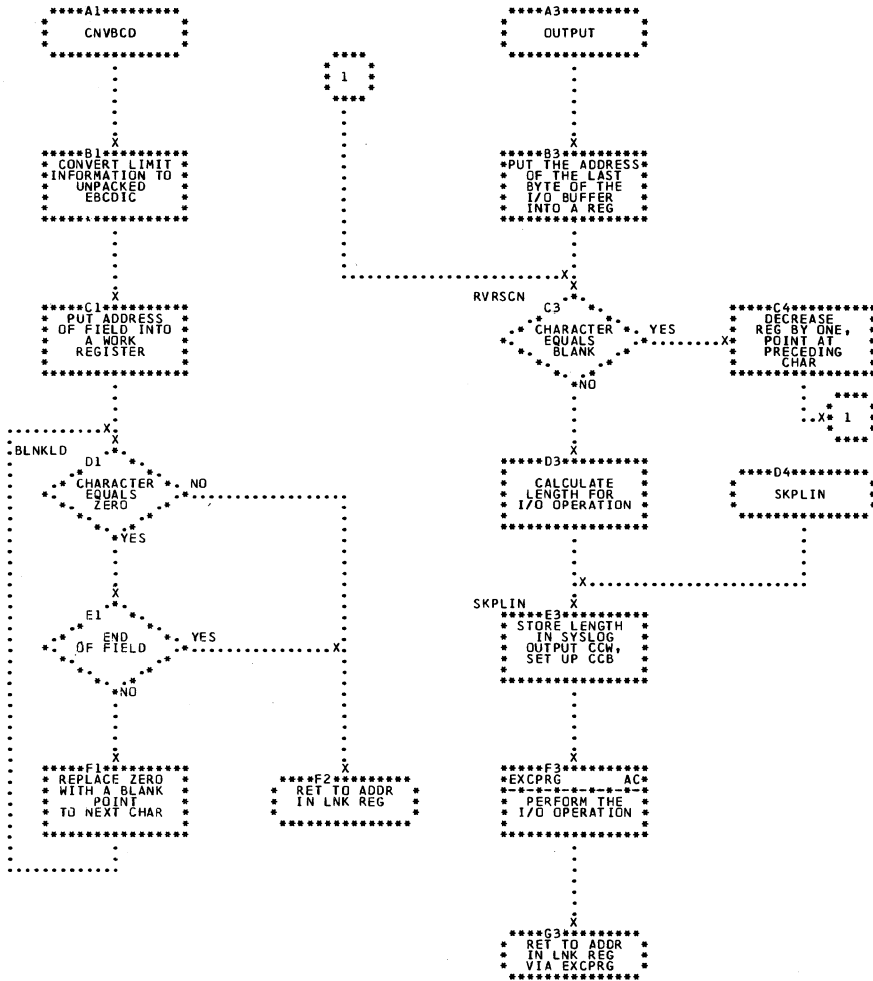 A1
CNVBCD
B1
CONVERT LIMIT
INFORMATION TO
UNPACKED
EBCDIC
C1
PUT ADDRESS
OF FIELD INTO
A WORK
REGISTER
BLNKLD
D1
CHARACTER
EQUALS
ZERO
NO
YES
E1
END
OF FIELD
YES
NO
F1
REPLACE ZERO
WITH A BLANK
POINT
TO NEXT CHAR
F2
RET TO ADDR
IN LNK REG
1
A3
OUTPUT
B3
PUT THE ADDRESS
OF THE LAST
BYTE OF THE
I/O BUFFER
INTO A REG
RVRSCN
C3
CHARACTER
EQUALS
BLANK
YES
NO
C4
DECREASE
REG BY ONE,
POINT AT
PRECEDING
CHAR
1
D3
CALCULATE
LENGTH FOR
I/O OPERATION
D4
SKPLIN
SKPLIN
E3
STORE LENGTH
IN SYSLOG
OUTPUT CCW,
SET UP CCB
F3
EXCPRG AC
PERFORM THE
I/O OPERATION
G3
RET TO ADDR
IN LNK REG
VIA EXCPRG